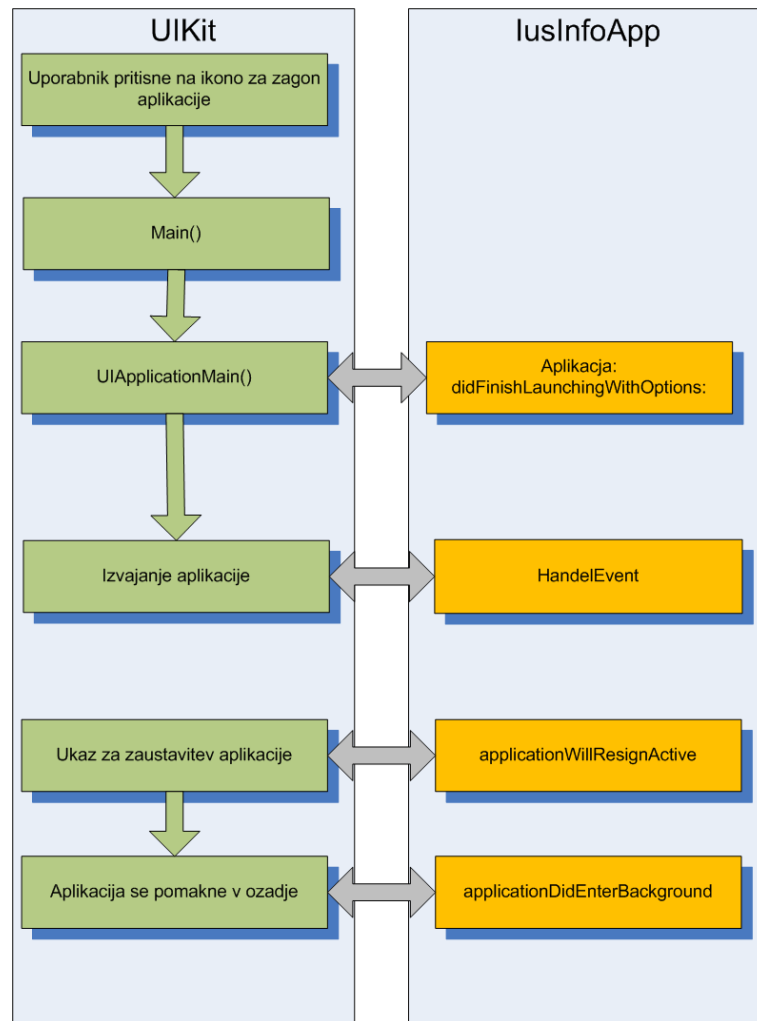 UIKit
Uporabnik pritisne na ikono za zagon
aplikacije
Main()
UIApplicationMain()
Izvajanje aplikacije
Ukaz za zaustavitev aplikacije
Aplikacija se pomakne v ozadje
IusInfoApp
Aplikacja:
didFinishLaunchingWithOptions:
HandelEvent
applicationWillResignActive
applicationDidEnterBackground